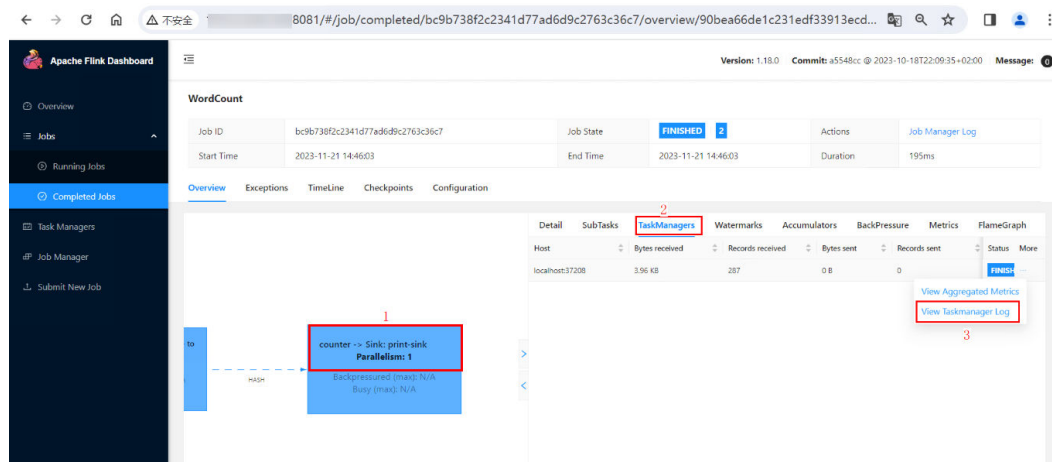 不安全
8081/#/job/completed/bc9b738f2c2341d77ad6d9c2763c36c7/overview/90bea66de1c231edf33913ecd...
Apache Flink Dashboard
Version: 1.18.0 Commit: a5548cc @ 2023-10-18T22:09:35+02:00 Message: 0
Overview
Jobs
Running Jobs
Completed Jobs
Task Managers
Job Manager
Submit New Job
WordCount
Job ID bc9b738f2c2341d77ad6d9c2763c36c7 Job State FINISHED 2 Actions Job Manager Log
Start Time 2023-11-21 14:46:03 End Time 2023-11-21 14:46:03 Duration 195ms
Overview Exceptions TimeLine Checkpoints Configuration
2
Detail SubTasks TaskManagers Watermarks Accumulators BackPressure Metrics FlameGraph
Host Bytes received Records received Bytes sent Records sent Status More
localhost:37208 3.96 KB 287 0 B 0 FINISH
View Aggregated Metrics
View Taskmanager Log
3
1
to
HASH
counter -> Sink: print-sink
Parallelism: 1
Backpressured (max): N/A
Busy (max): N/A